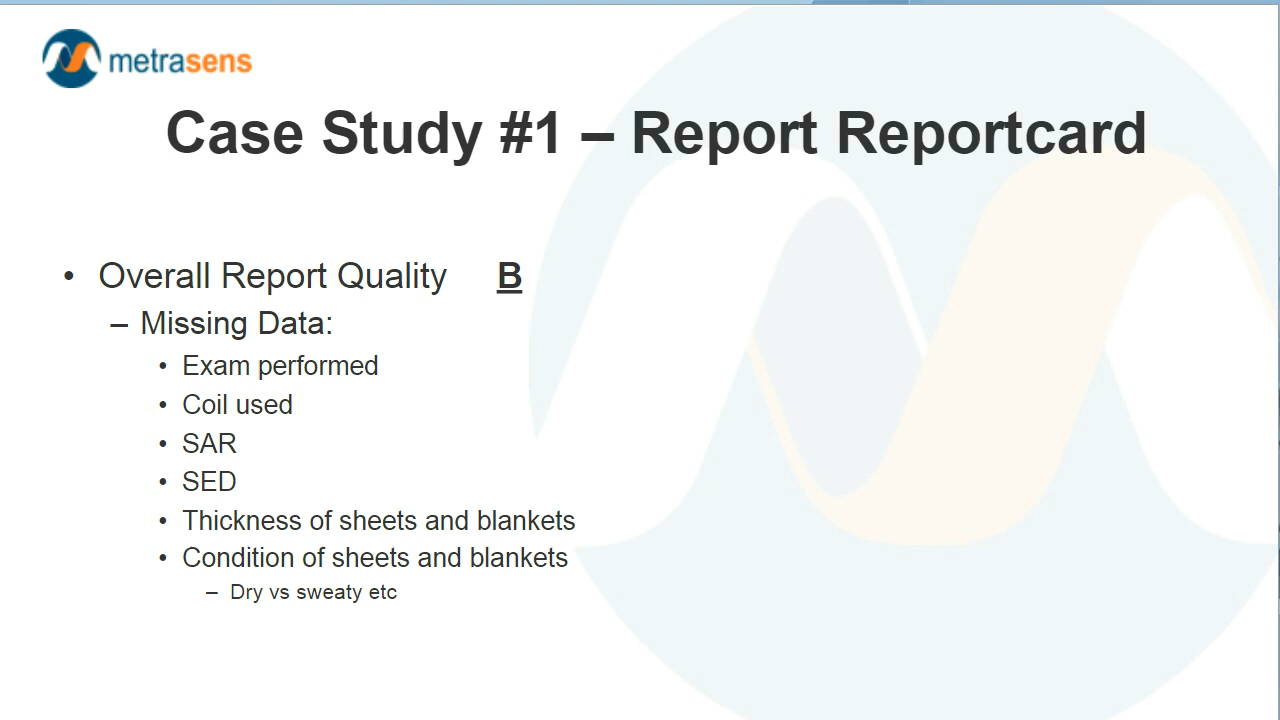 metrasens
Case Study #1 – Report Reportcard
• Overall Report Quality B
– Missing Data:
• Exam performed
• Coil used
• SAR
• SED
• Thickness of sheets and blankets
• Condition of sheets and blankets
– Dry vs sweaty etc